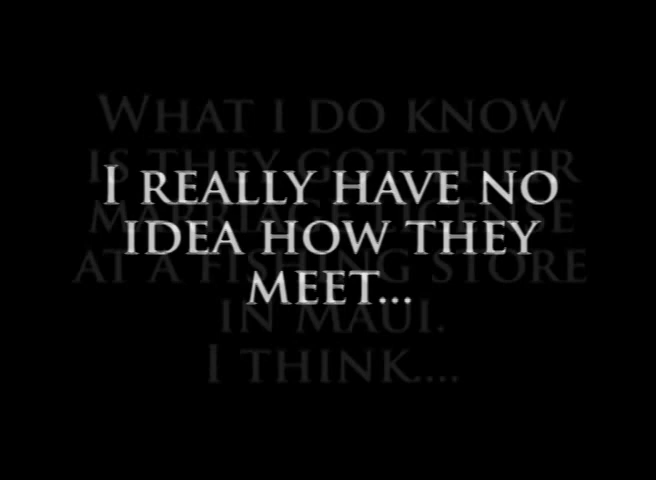 I REALLY HAVE NO
IDEA HOW THEY
MEET...
WHAT I DO KNOW
IS THEY GOT THEIR
MARRIAGE LICENSE
AT A FISHING STORE
IN MAUI.
I THINK....